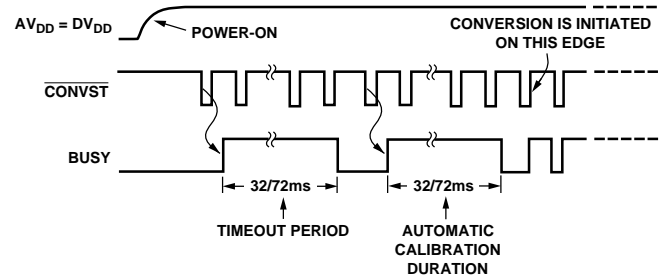 AVDD = DVDD
POWER-ON
CONVERSION IS INITIATED
ON THIS EDGE
CONVST
BUSY
32/72ms
32/72ms
TIMEOUT PERIOD
AUTOMATIC
CALIBRATION
DURATION